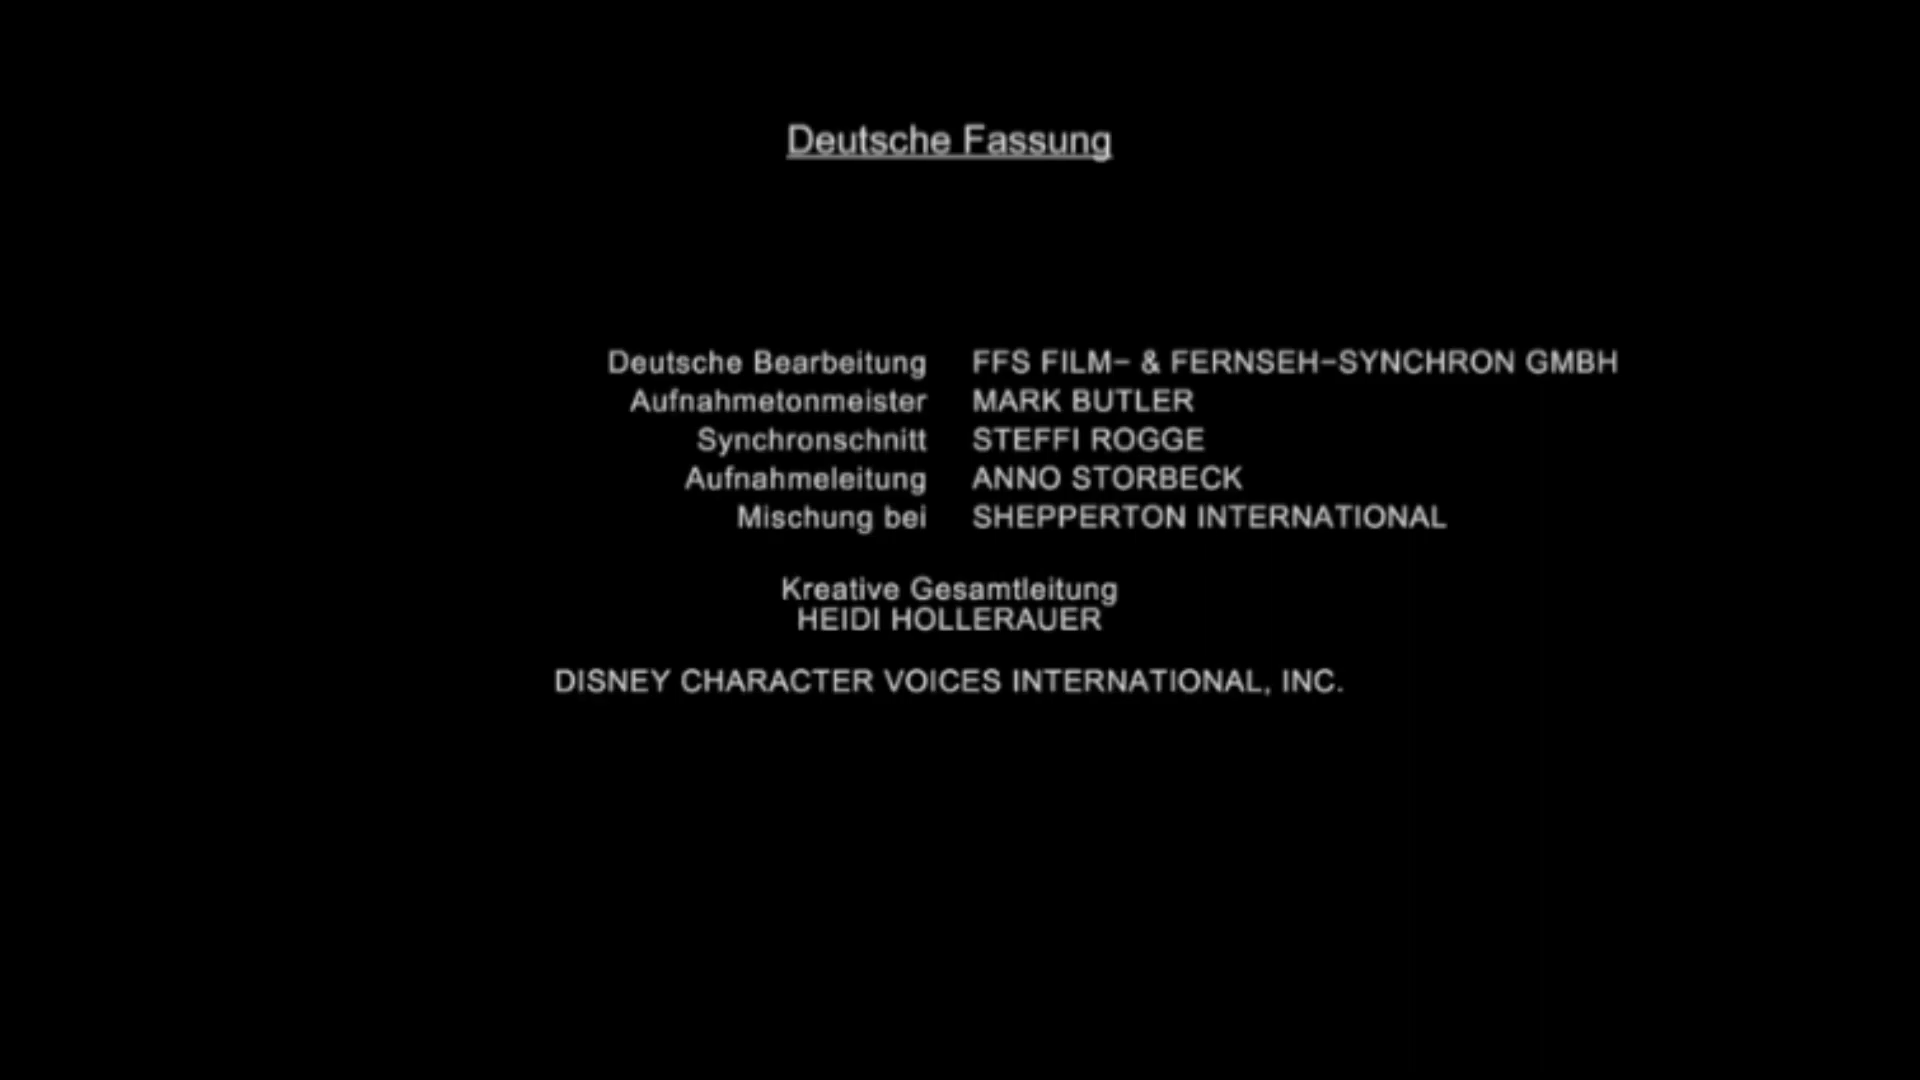 Deutsche Fassung
Deutsche Bearbeitung FFS FILM- & FERNSEH-SYNCHRON GMBH
Aufnahmetonmeister MARK BUTLER
Synchronschnitt STEFFI ROGGE
Aufnahmeleitung ANNO STORBECK
Mischung bei SHEPPERTON INTERNATIONAL
Kreative Gesamtleitung
HEIDI HOLLERAUER
DISNEY CHARACTER VOICES INTERNATIONAL, INC.